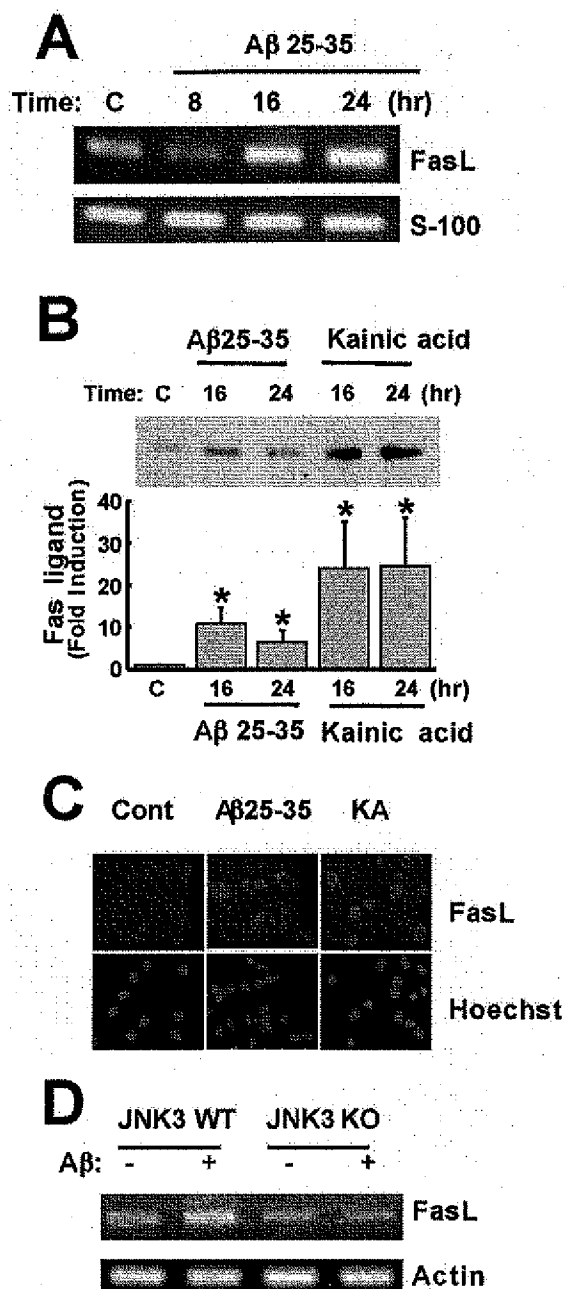 A
Aβ 25-35
Time: C 8 16 24 (hr)
FasL
S-100
B
Aβ25-35 Kainic acid
Time: C 16 24 16 24 (hr)
Fas ligand
(Fold Induction)
40
30
20
10
0
* * * *
C 16 24 16 24 (hr)
Aβ 25-35 Kainic acid
C
Cont Aβ25-35 KA
FasL
Hoechst
D
JNK3 WT JNK3 KO
Aβ: - + - +
FasL
Actin